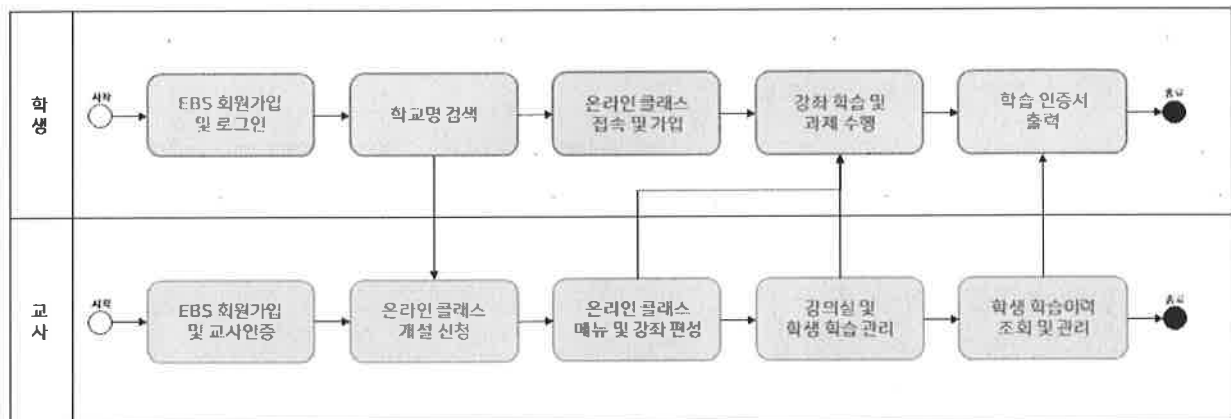 학생
시작
EBS 회원가입
및 로그인
학교명 검색
온라인 클래스
접속 및 가입
강좌 학습 및
과제 수행
학습 인증서
출력
종료
교사
시작
EBS 회원가입
및 교사인증
온라인 클래스
개설 신청
온라인 클래스
메뉴 및 강좌 편성
강의실 및
학생 학습 관리
학생 학습이력
조회 및 관리
종료